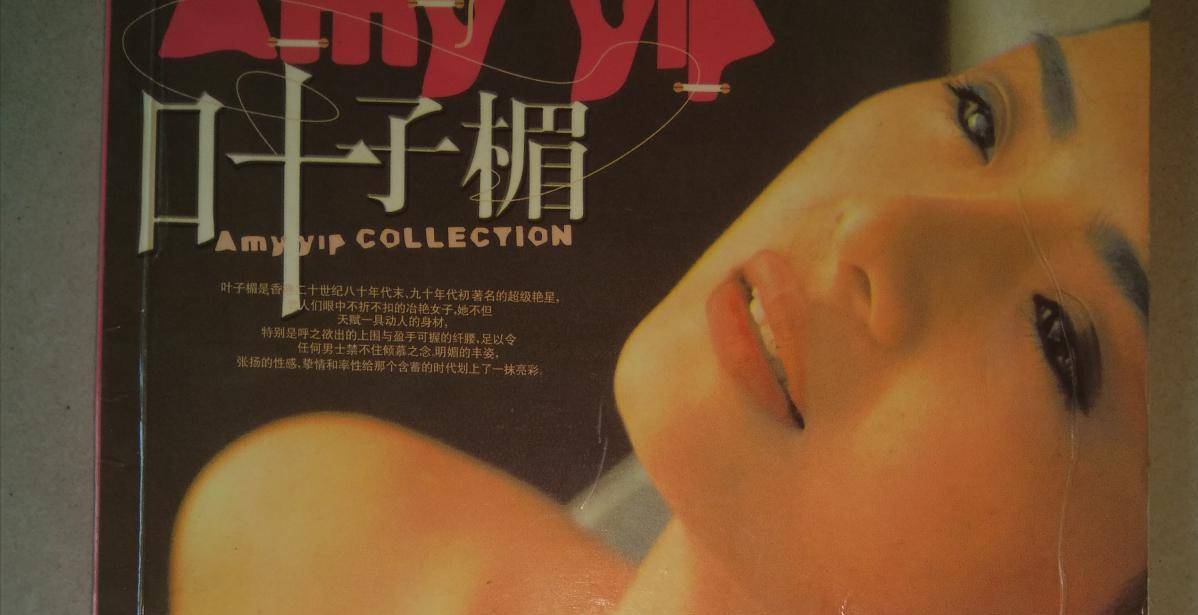 Amy yip
叶子楣
Amy yip COLLECTION
叶子楣是香 二十世纪八十年代末、九十年代初著名的超级艳星,
人们眼中不折不扣的冶艳女子,她不但
天赋一具动人的身材,
特别是呼之欲出的上围与盈手可握的纤腰,足以令
任何男士禁不住倾慕之念.明媚的丰姿,
张扬的性感,挚情和率性给那个含蓄的时代划上了一抹亮彩.